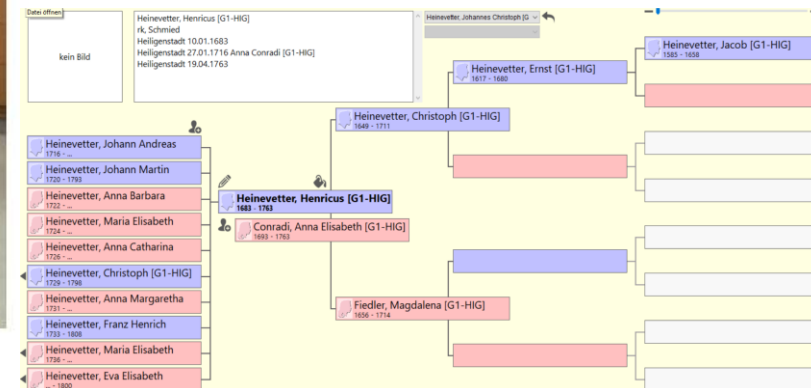 Datei öffnen
kein Bild
Heinevetter, Henricus [G1-HIG]
rk, Schmied
Heiligenstadt 10.01.1683
Heiligenstadt 27.01.1716 Anna Conradi [G1-HIG]
Heiligenstadt 19.04.1763
Heinevetter, Johannes Christoph [G
Heinevetter, Johann Andreas
1716 - ...
Heinevetter, Johann Martin
1720 - 1793
Heinevetter, Anna Barbara
1722 - ...
Heinevetter, Maria Elisabeth
1724 - ...
Heinevetter, Anna Catharina
1726 - ...
Heinevetter, Christoph [G1-HIG]
1729 - 1798
Heinevetter, Anna Margaretha
1731 - ...
Heinevetter, Franz Henrich
1733 - 1808
Heinevetter, Maria Elisabeth
1736 - ...
Heinevetter, Eva Elisabeth
... - 1800
Heinevetter, Henricus [G1-HIG]
1683 - 1763
Conradi, Anna Elisabeth [G1-HIG]
1693 - 1763
Heinevetter, Christoph [G1-HIG]
1649 - 1711
Fiedler, Magdalena [G1-HIG]
1656 - 1714
Heinevetter, Ernst [G1-HIG]
1617 - 1680
Heinevetter, Jacob [G1-HIG]
1585 - 1658